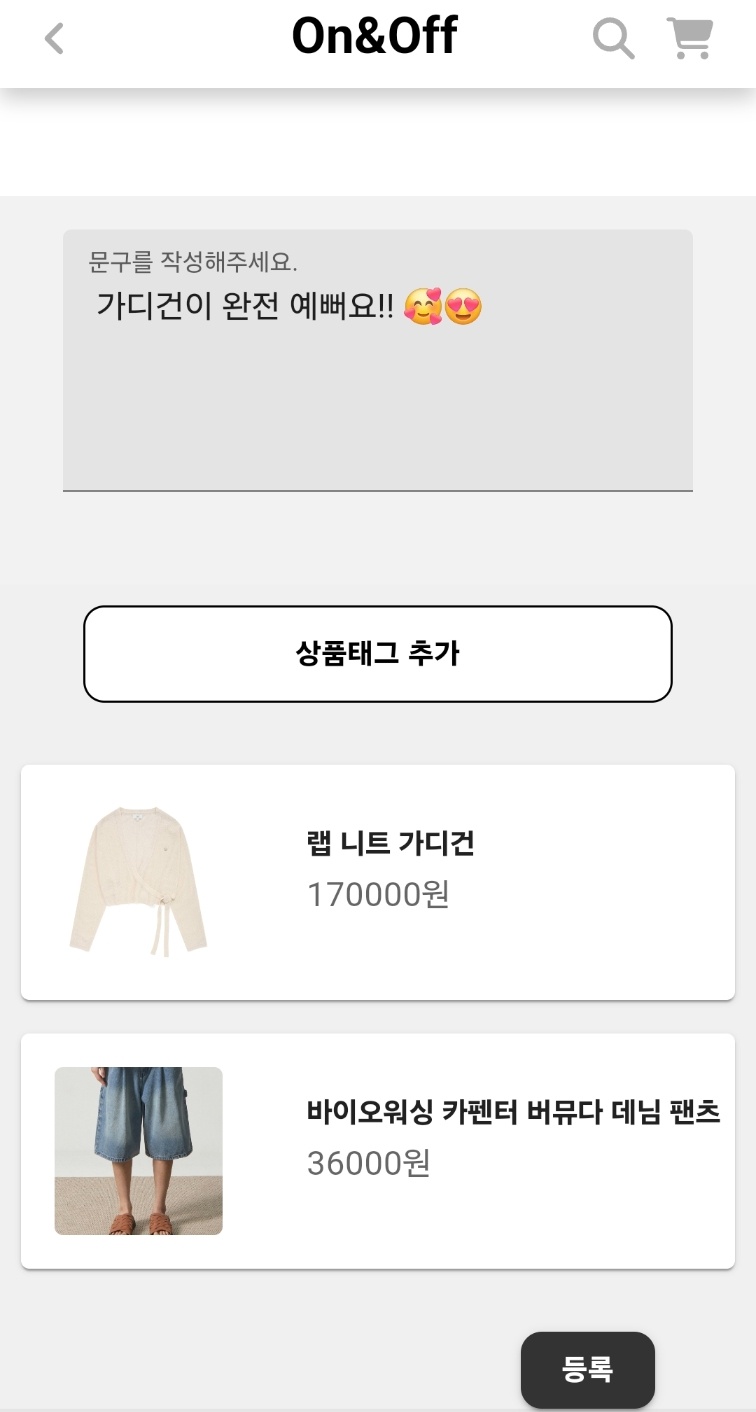 On&Off
문구를 작성해주세요.
가디건이 완전 예뻐요!! 🥰😍
상품태그 추가
랩 니트 가디건
170000원
바이오워싱 카펜터 버뮤다 데님 팬츠
36000원
등록